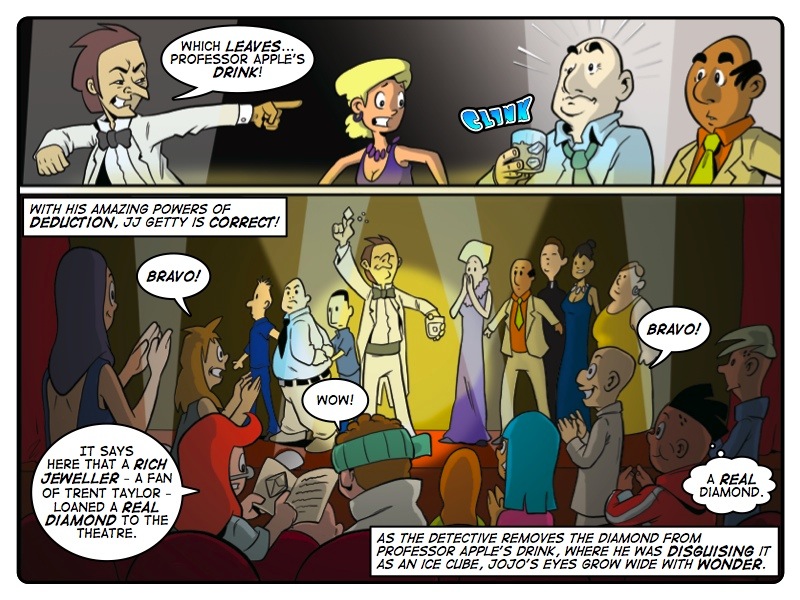 WHICH LEAVES...
PROFESSOR APPLE'S
DRINK!
CLINK
WITH HIS AMAZING POWERS OF
DEDUCTION, JJ GETTY IS CORRECT!
BRAVO!
BRAVO!
WOW!
IT SAYS
HERE THAT A RICH
JEWELLER - A FAN
OF TRENT TAYLOR -
LOANED A REAL
DIAMOND TO THE
THEATRE.
A REAL
DIAMOND.
AS THE DETECTIVE REMOVES THE DIAMOND FROM
PROFESSOR APPLE'S DRINK, WHERE HE WAS DISGUISING IT
AS AN ICE CUBE, JOJO'S EYES GROW WIDE WITH WONDER.